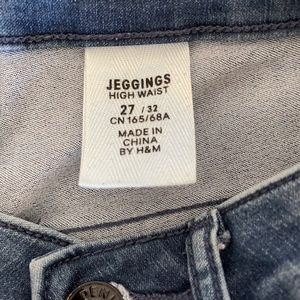 JEGGINGS
HIGH WAIST
27 / 32
CN 165/68A
MADE IN
CHINA
BY H&M